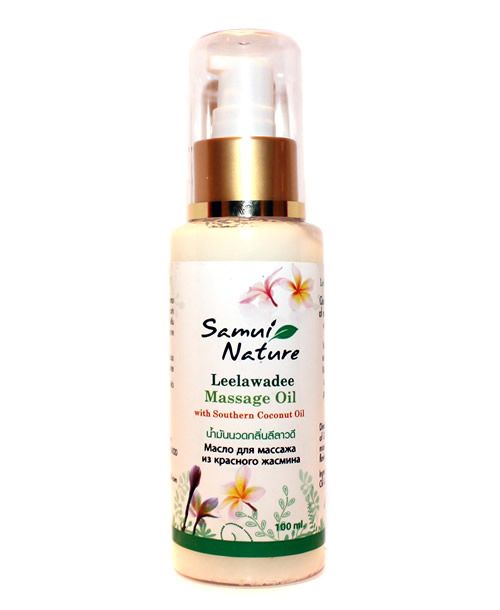 Samui
Nature
Leelawadee
Massage Oil
with Southern Coconut Oil
น้ำมันนวดกลิ่นลีลาวดี
Масло для массажа
из красного жасмина
100 ml